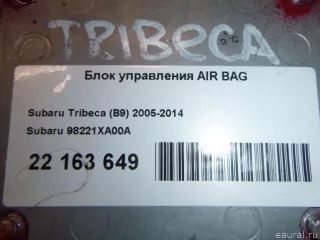 TRIBECA
Блок управления AIR BAG
Subaru Tribeca (B9) 2005-2014
Subaru 98221XA00A
22 163 649
eaural.ru